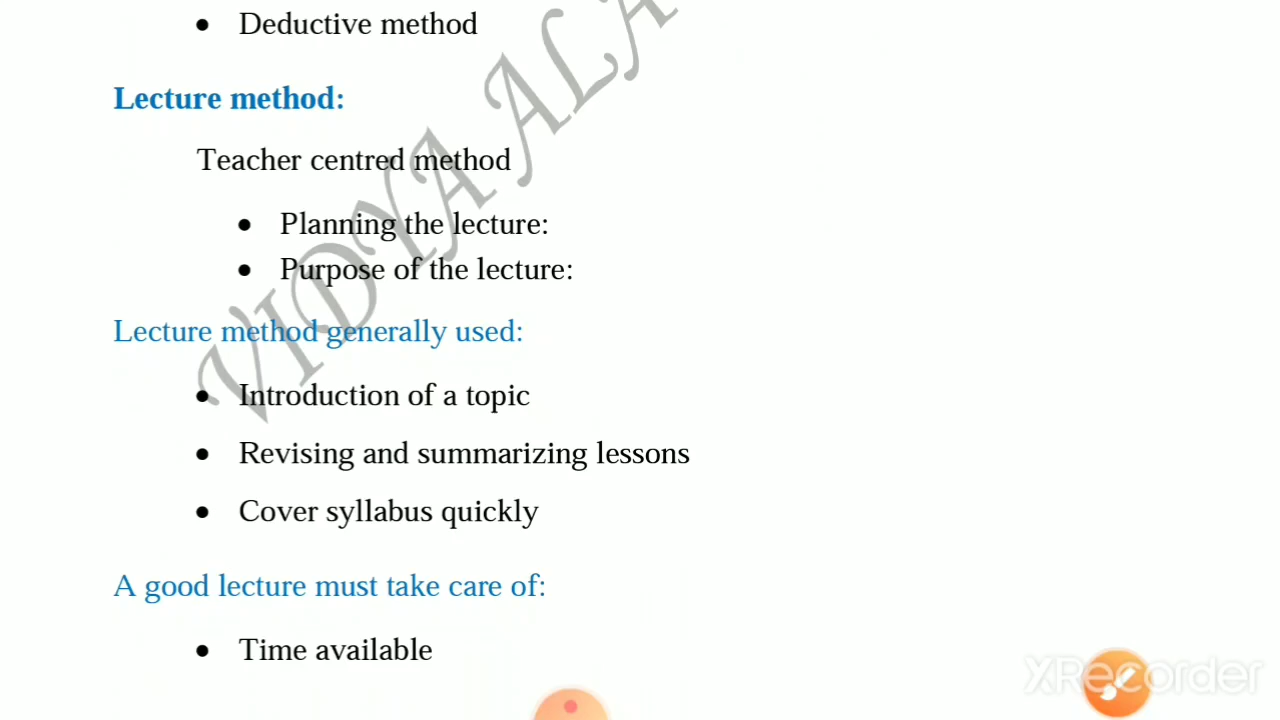 • Deductive method
Lecture method:
Teacher centred method
• Planning the lecture:
• Purpose of the lecture:
Lecture method generally used:
• Introduction of a topic
• Revising and summarizing lessons
• Cover syllabus quickly
A good lecture must take care of:
• Time available
VIDYA ALA
XRecorder